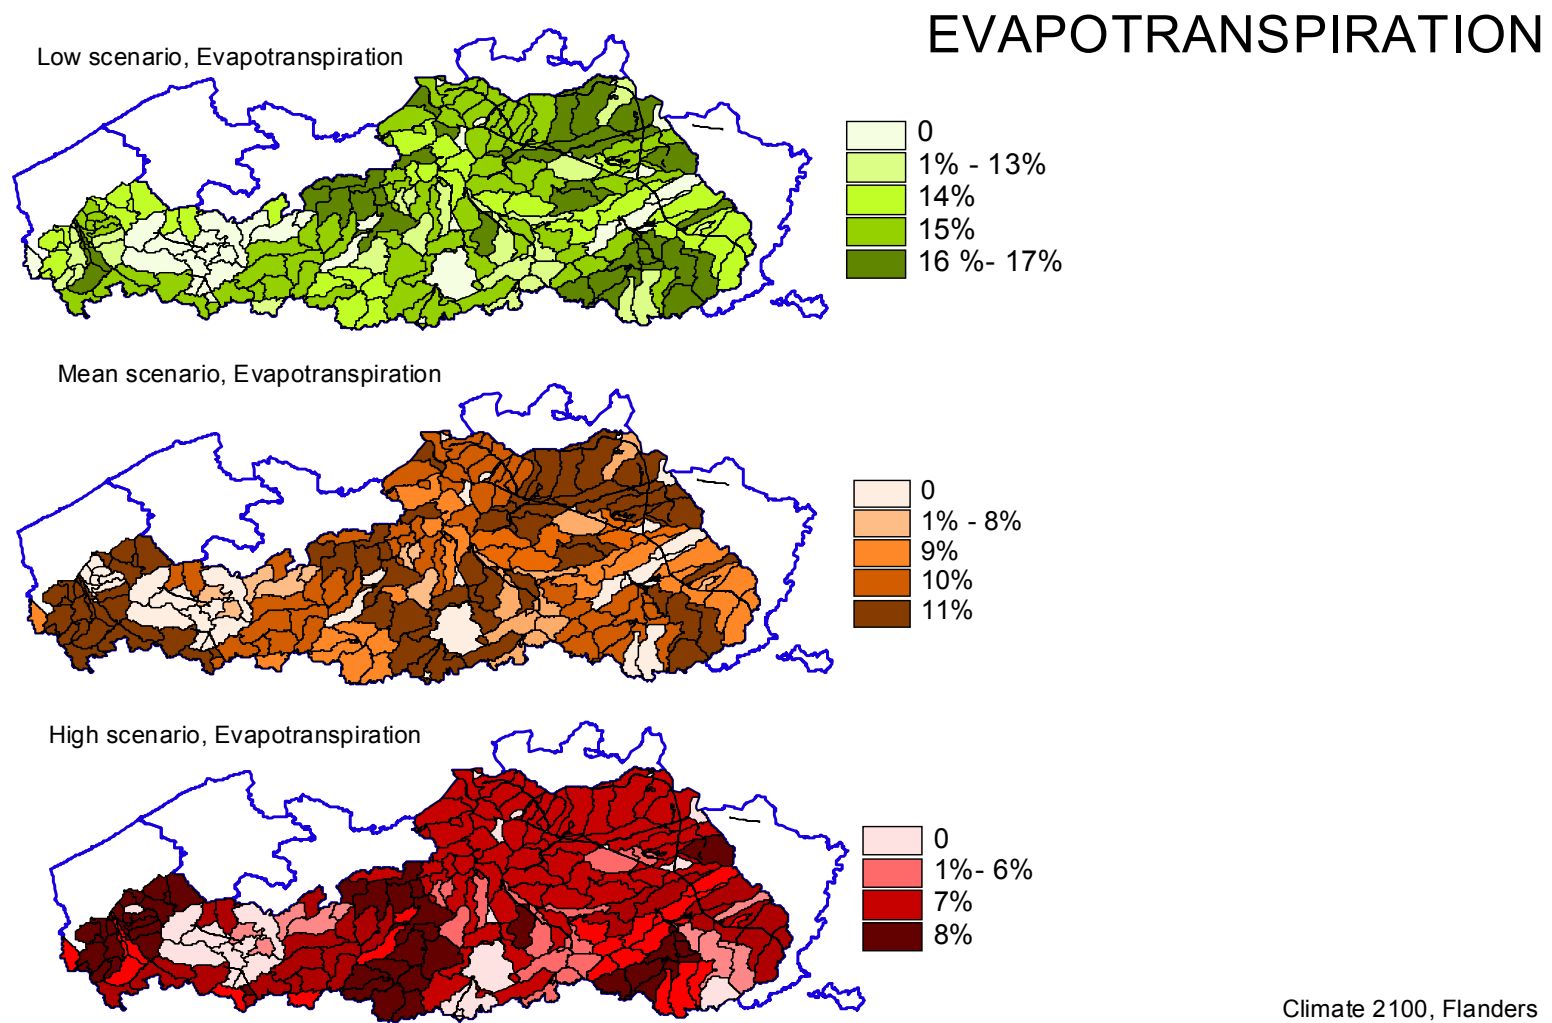 EVAPOTRANSPIRATION
Low scenario, Evapotranspiration
0
1% - 13%
14%
15%
16 %- 17%
Mean scenario, Evapotranspiration
0
1% - 8%
9%
10%
11%
High scenario, Evapotranspiration
0
1%- 6%
7%
8%
Climate 2100, Flanders